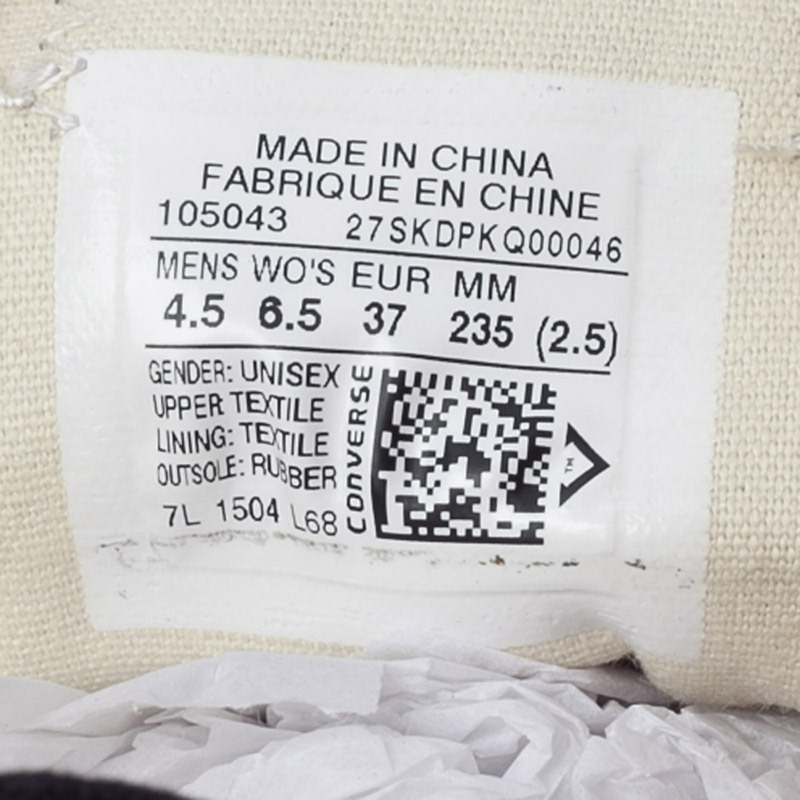 MADE IN CHINA
FABRIQUE EN CHINE
105043 27SKDPKQ00046
MENS WO'S EUR MM
4.5 6.5 37 235 (2.5)
GENDER: UNISEX
UPPER TEXTILE
LINING: TEXTILE
OUTSOLE: RUBBER
7L 1504 L68
CONVERSE
TM